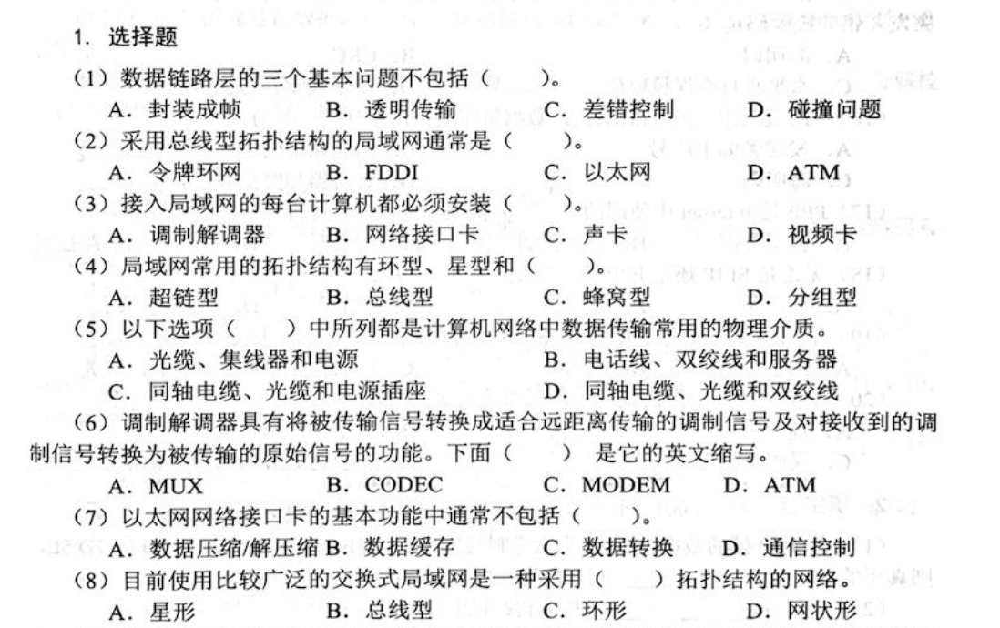 1. 选择题
（1）数据链路层的三个基本问题不包括（　　）。
A．封装成帧　B．透明传输　C．差错控制　D．碰撞问题
（2）采用总线型拓扑结构的局域网通常是（　　）。
A．令牌环网　B．FDDI　C．以太网　D．ATM
（3）接入局域网的每台计算机都必须安装（　　）。
A．调制解调器　B．网络接口卡　C．声卡　D．视频卡
（4）局域网常用的拓扑结构有环型、星型和（　　）。
A．超链型　B．总线型　C．蜂窝型　D．分组型
（5）以下选项（　　）中所列都是计算机网络中数据传输常用的物理介质。
A．光缆、集线器和电源　B．电话线、双绞线和服务器
C．同轴电缆、光缆和电源插座　D．同轴电缆、光缆和双绞线
（6）调制解调器具有将被传输信号转换成适合远距离传输的调制信号及对接收到的调
制信号转换为被传输的原始信号的功能。下面（　　）是它的英文缩写。
A．MUX　B．CODEC　C．MODEM　D．ATM
（7）以太网网络接口卡的基本功能中通常不包括（　　）。
A．数据压缩/解压缩　B．数据缓存　C．数据转换　D．通信控制
（8）目前使用比较广泛的交换式局域网是一种采用（　　）拓扑结构的网络。
A．星形　B．总线型　C．环形　D．网状形